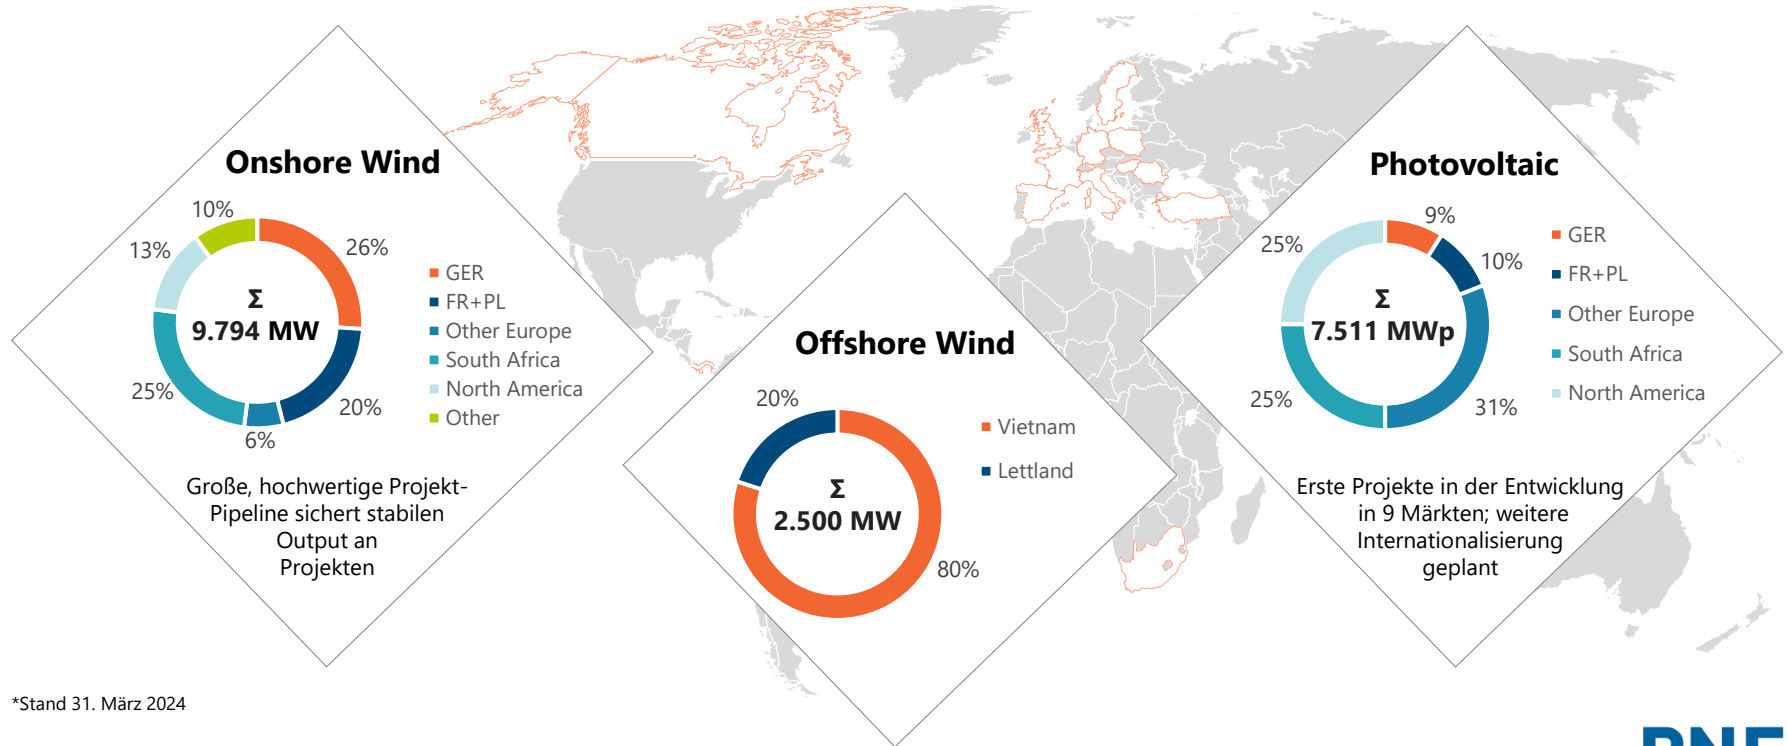 Onshore Wind
10%
26%
13%
Σ
9.794 MW
25%
20%
6%
GER
FR+PL
Other Europe
South Africa
North America
Other
Große, hochwertige Projekt-
Pipeline sichert stabilen
Output an
Projekten
Offshore Wind
20%
Σ
2.500 MW
80%
Vietnam
Lettland
Photovoltaic
9%
25%
10%
Σ
7.511 MWp
25%
31%
GER
FR+PL
Other Europe
South Africa
North America
Erste Projekte in der Entwicklung
in 9 Märkten; weitere
Internationalisierung
geplant
*Stand 31. März 2024
PNE